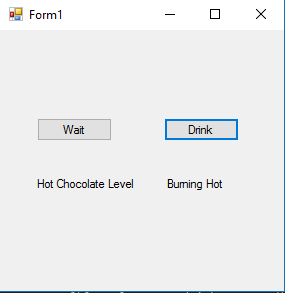 Form1
Wait Drink
Hot Chocolate Level Burning Hot